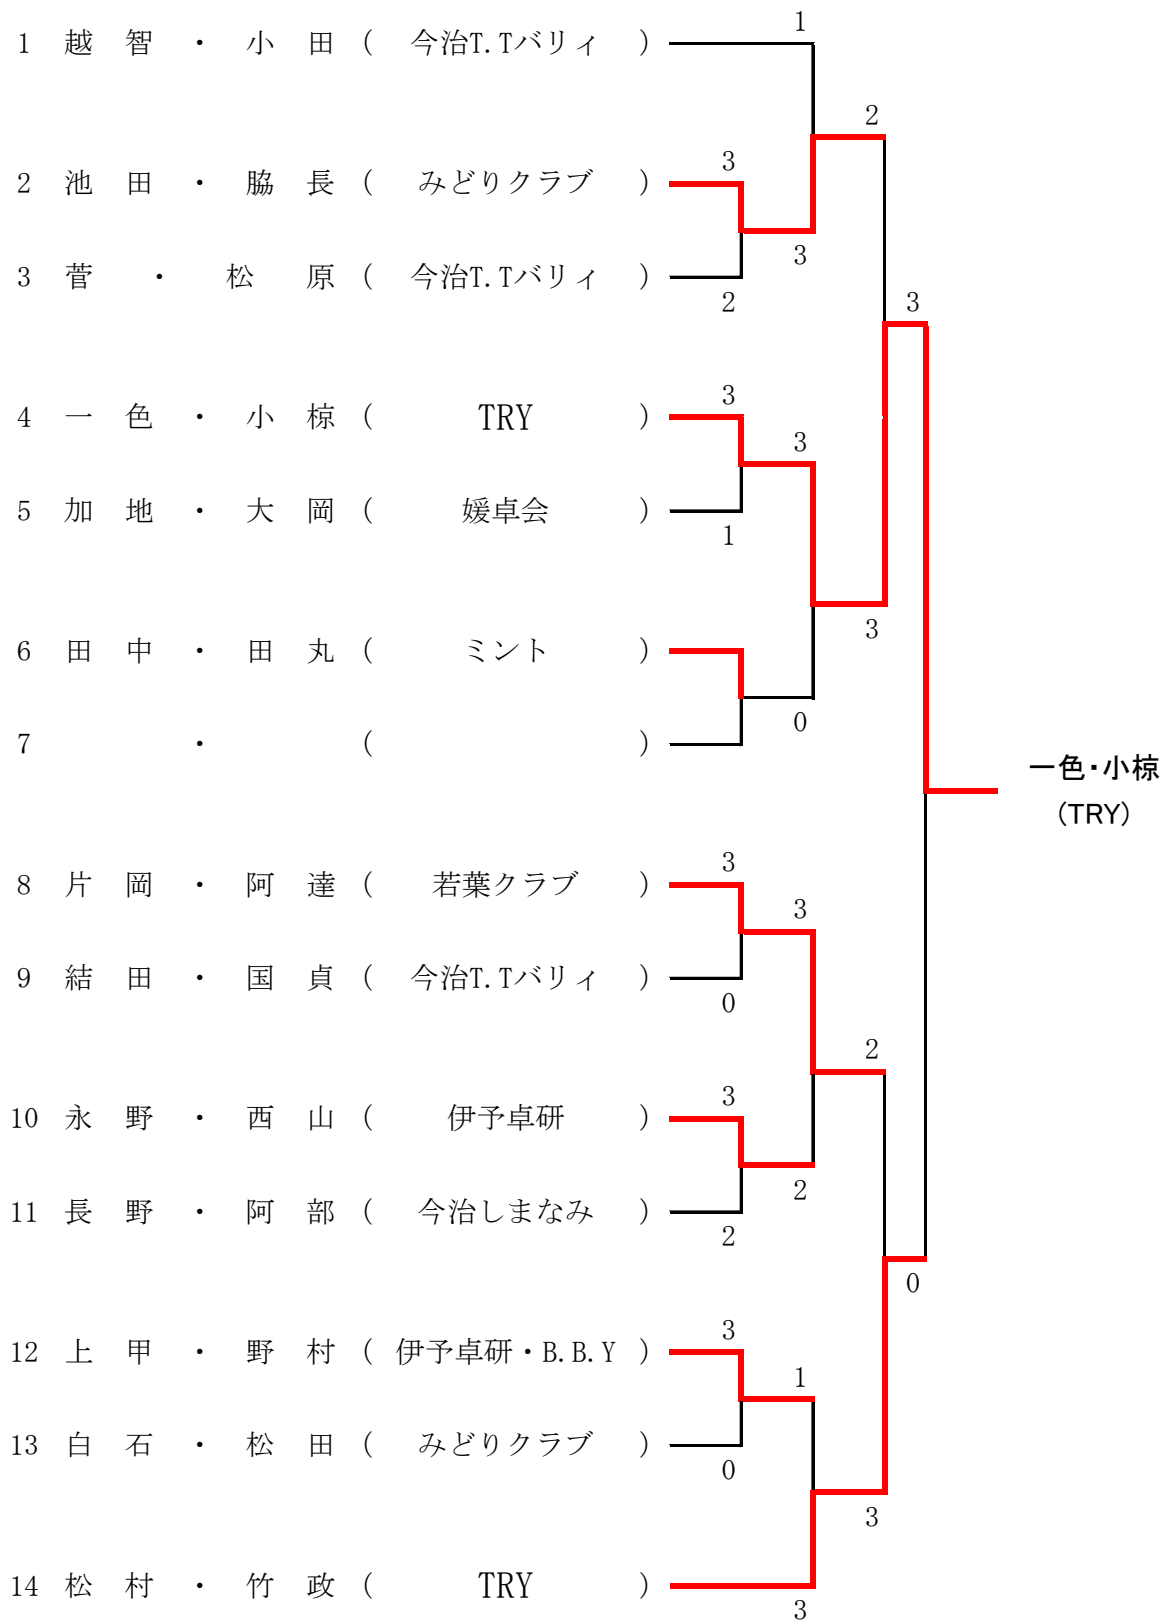 1
1 越智・小田 ( 今治T.Tバリィ )
2
3
2 池田・脇長 ( みどりクラブ )
3
3 菅・松原 ( 今治T.Tバリィ )
2
3
3
4 一色・小椋 ( TRY )
3
5 加地・大岡 ( 媛卓会 )
1
3
6 田中・田丸 ( ミント )
0
7 ・ ( )
一色・小椋
(TRY)
3
8 片岡・阿達 ( 若葉クラブ )
3
9 結田・国貞 ( 今治T.Tバリィ )
0
2
3
10 永野・西山 ( 伊予卓研 )
2
11 長野・阿部 ( 今治しまなみ )
2
0
3
12 上甲・野村 ( 伊予卓研・B.B.Y )
1
13 白石・松田 ( みどりクラブ )
0
3
14 松村・竹政 ( TRY )
3